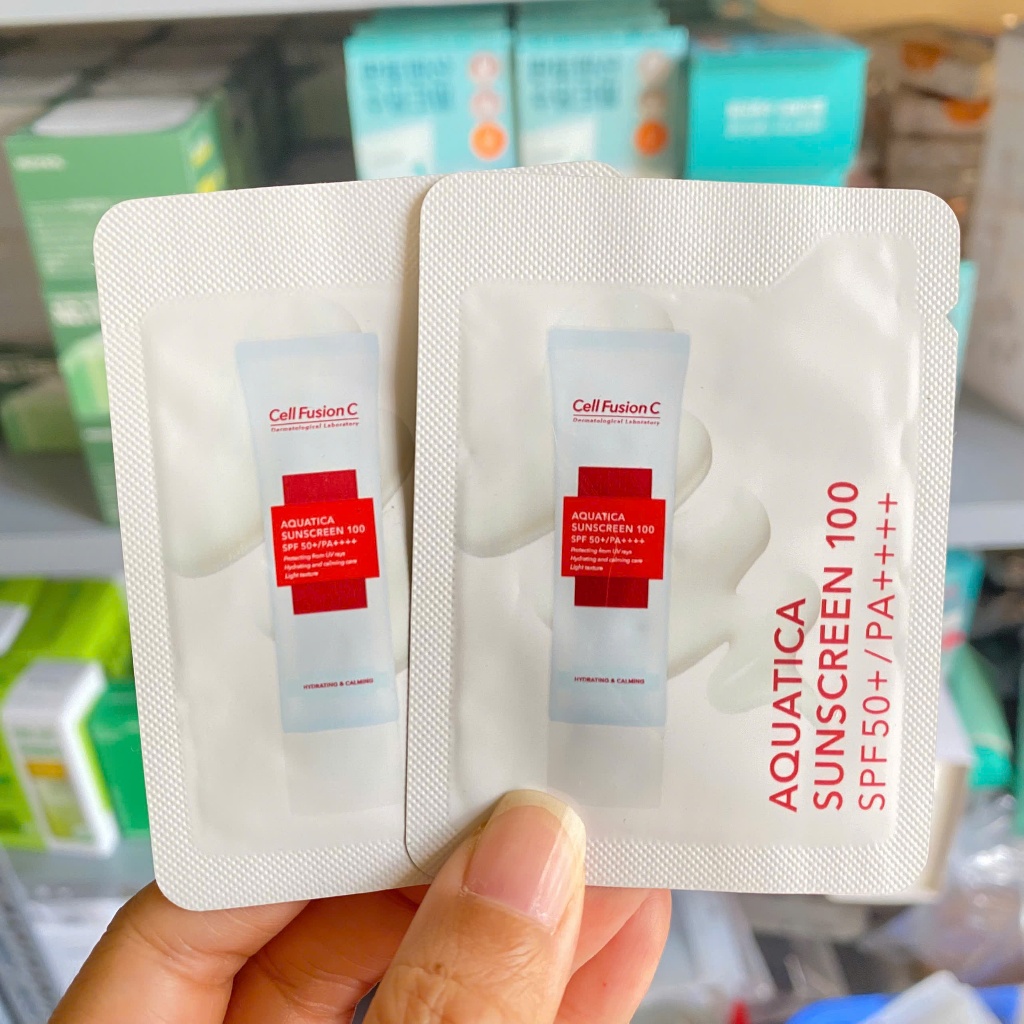 Cell Fusion C
Dermatological Laboratory
AQUATICA
SUNSCREEN 100
SPF 50+/PA++++
Protecting from UV rays
Hydrating and calming care
Light texture
HYDRATING & CALMING
Cell Fusion C
Dermatological Laboratory
AQUATICA
SUNSCREEN 100
SPF 50+/PA++++
Protecting from UV rays
Hydrating and calming care
Light texture
HYDRATING & CALMING
AQUATICA
SUNSCREEN 100
SPF50+/PA++++